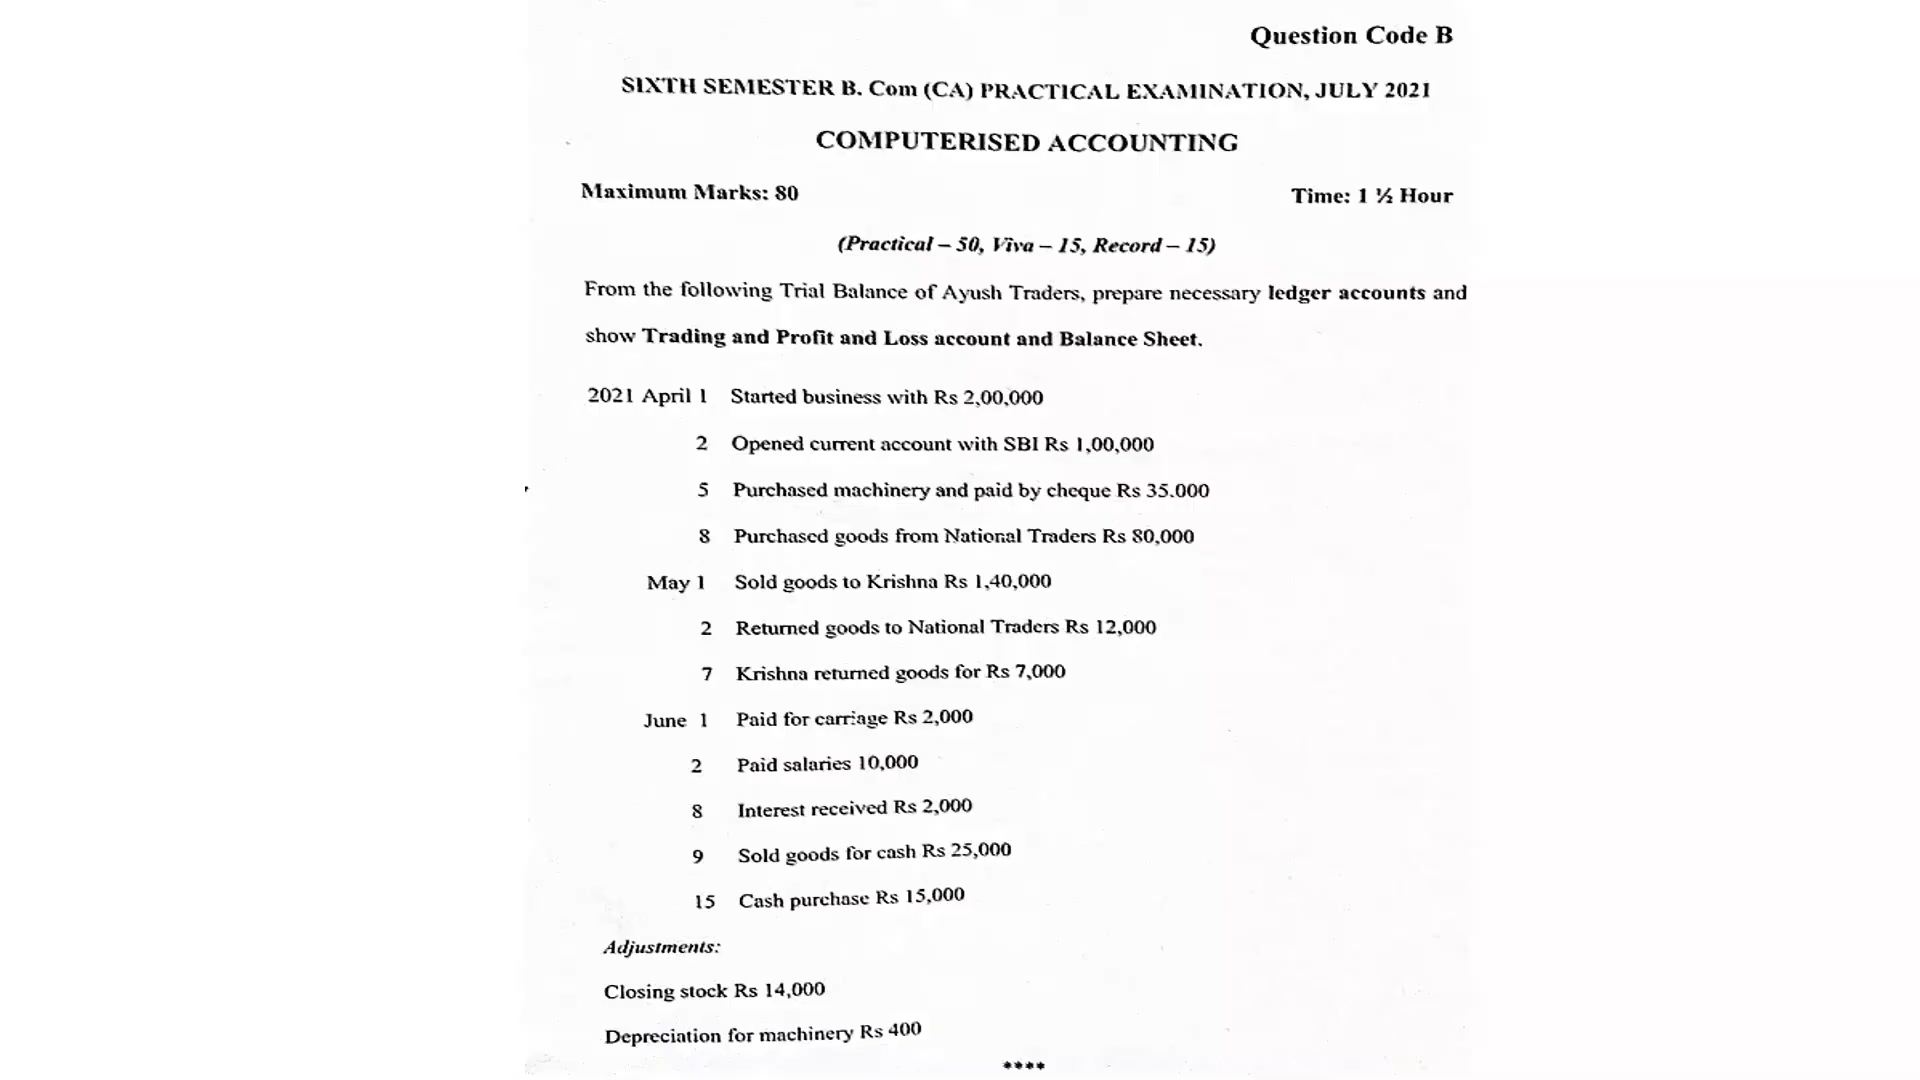 Question Code B
SIXTH SEMESTER B. Com (CA) PRACTICAL EXAMINATION, JULY 2021
COMPUTERISED ACCOUNTING
Maximum Marks: 80 Time: 1 ½ Hour
(Practical – 50, Viva – 15, Record – 15)
From the following Trial Balance of Ayush Traders, prepare necessary ledger accounts and
show Trading and Profit and Loss account and Balance Sheet.
2021 April 1 Started business with Rs 2,00,000
2 Opened current account with SBI Rs 1,00,000
5 Purchased machinery and paid by cheque Rs 35.000
8 Purchased goods from National Traders Rs 80,000
May 1 Sold goods to Krishna Rs 1,40,000
2 Returned goods to National Traders Rs 12,000
7 Krishna returned goods for Rs 7,000
June 1 Paid for carriage Rs 2,000
2 Paid salaries 10,000
8 Interest received Rs 2,000
9 Sold goods for cash Rs 25,000
15 Cash purchase Rs 15,000
Adjustments:
Closing stock Rs 14,000
Depreciation for machinery Rs 400
****